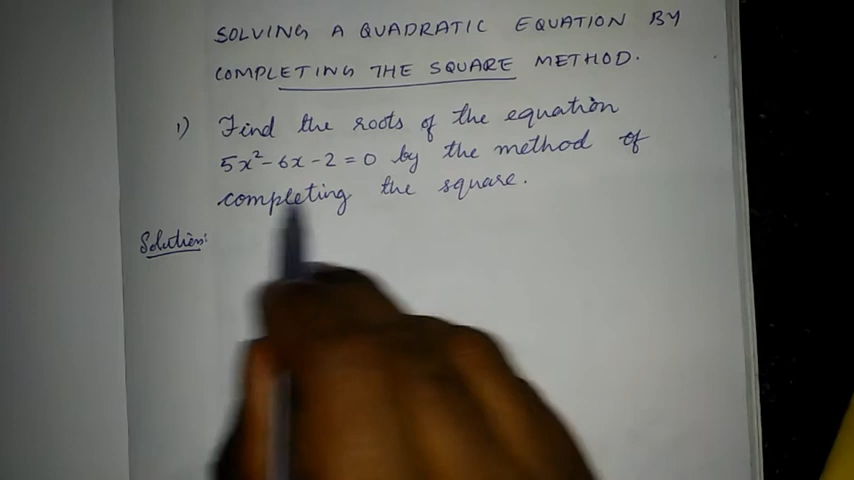 SOLVING A QUADRATIC EQUATION BY
COMPLETING THE SQUARE METHOD.
1) Find the roots of the equation
5x²-6x-2=0 by the method of
completing the square.
Solution: